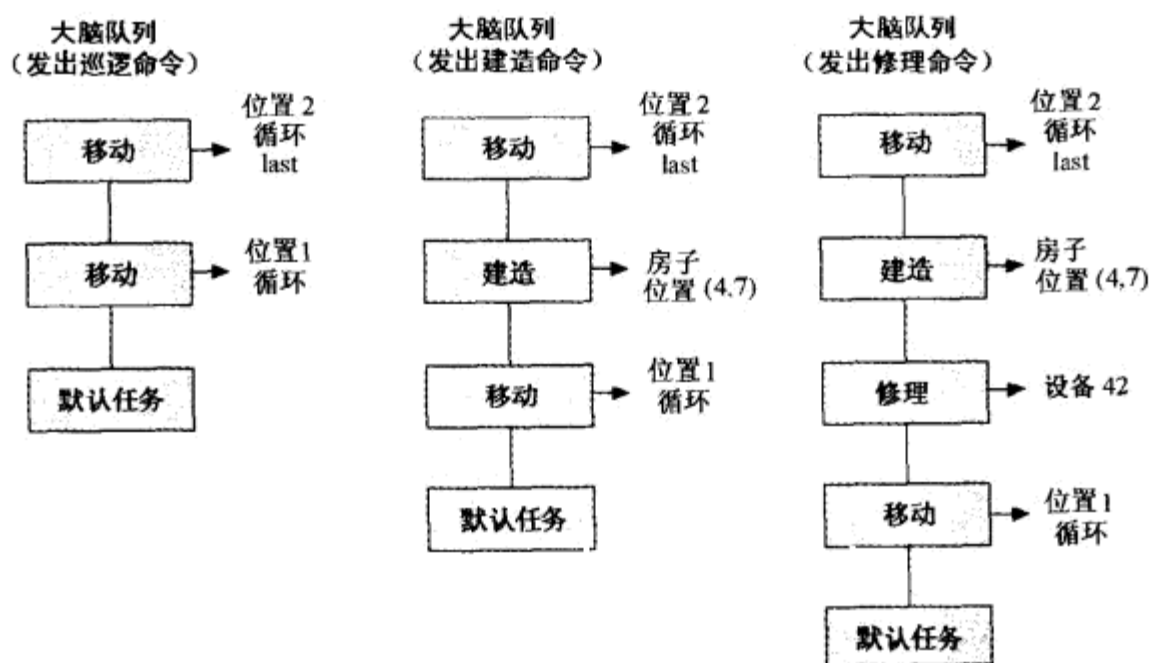 大脑队列
（发出巡逻命令）
移动
位置 2
循环
last
移动
位置1
循环
默认任务
大脑队列
（发出建造命令）
移动
位置 2
循环
last
建造
房子
位置 (4,7)
移动
位置1
循环
默认任务
大脑队列
（发出修理命令）
移动
位置2
循环
last
建造
房子
位置 (4,7)
修理
设备 42
移动
位置1
循环
默认任务